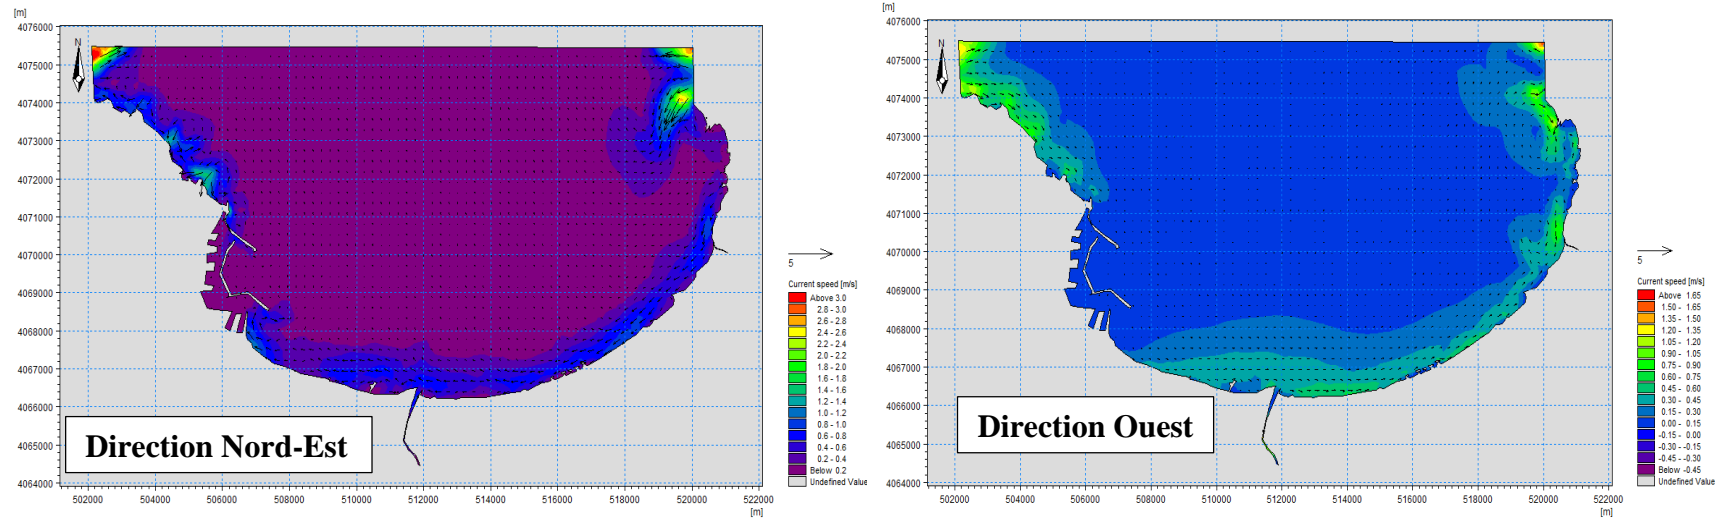 [m]
4076000
4075000
4074000
4073000
4072000
4071000
4070000
4069000
4068000
4067000
4066000
4065000
4064000
N
Direction Nord-Est
502000 504000 506000 508000 510000 512000 514000 516000 518000 520000 522000
[m]
5
Current speed [m/s]
Above 3.0
2.8 - 3.0
2.6 - 2.8
2.4 - 2.6
2.2 - 2.4
2.0 - 2.2
1.8 - 2.0
1.6 - 1.8
1.4 - 1.6
1.2 - 1.4
1.0 - 1.2
0.8 - 1.0
0.6 - 0.8
0.4 - 0.6
0.2 - 0.4
Below 0.2
Undefined Value
[m]
4076000
4075000
4074000
4073000
4072000
4071000
4070000
4069000
4068000
4067000
4066000
4065000
4064000
N
Direction Ouest
502000 504000 506000 508000 510000 512000 514000 516000 518000 520000 522000
[m]
5
Current speed [m/s]
Above 1.65
1.50 - 1.65
1.35 - 1.50
1.20 - 1.35
1.05 - 1.20
0.90 - 1.05
0.75 - 0.90
0.60 - 0.75
0.45 - 0.60
0.30 - 0.45
0.15 - 0.30
0.00 - 0.15
-0.15 - 0.00
-0.30 - -0.15
-0.45 - -0.30
Below -0.45
Undefined Value